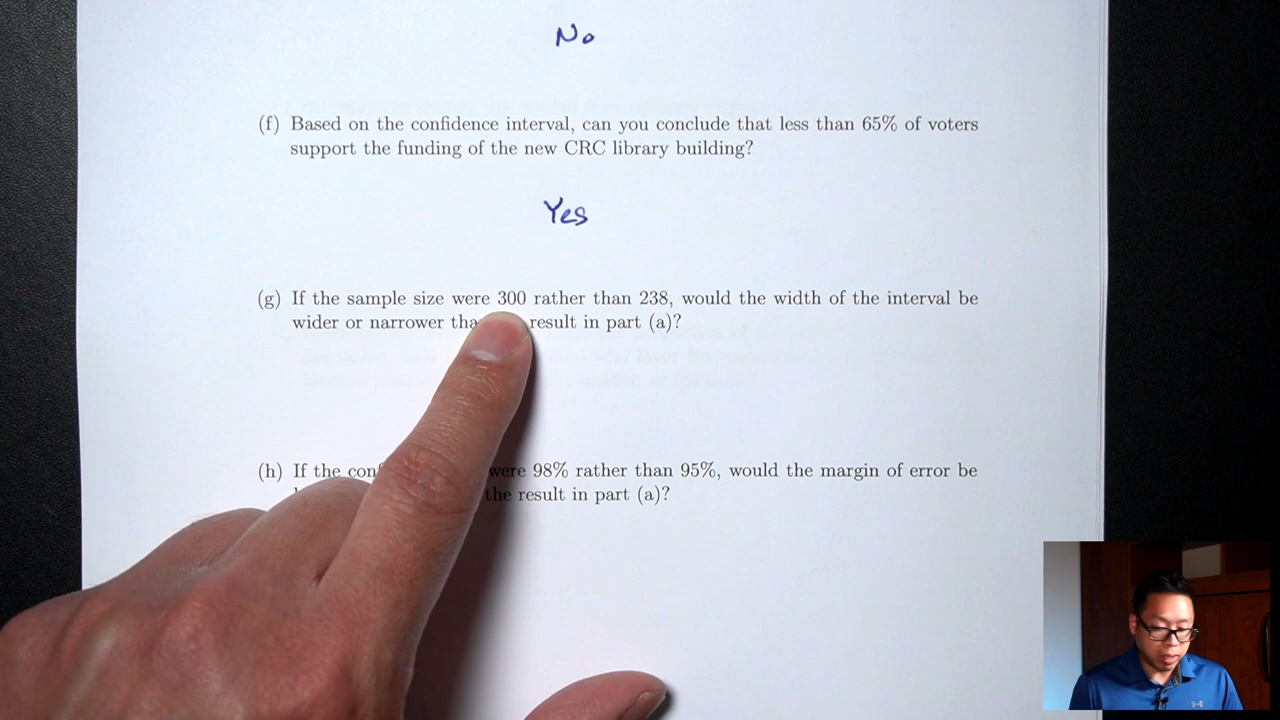 No
(f) Based on the confidence interval, can you conclude that less than 65% of voters
support the funding of the new CRC library building?
Yes
(g) If the sample size were 300 rather than 238, would the width of the interval be
wider or narrower result in part (a)?
(h) If the were 98% rather than 95%, would the margin of error be
the result in part (a)?